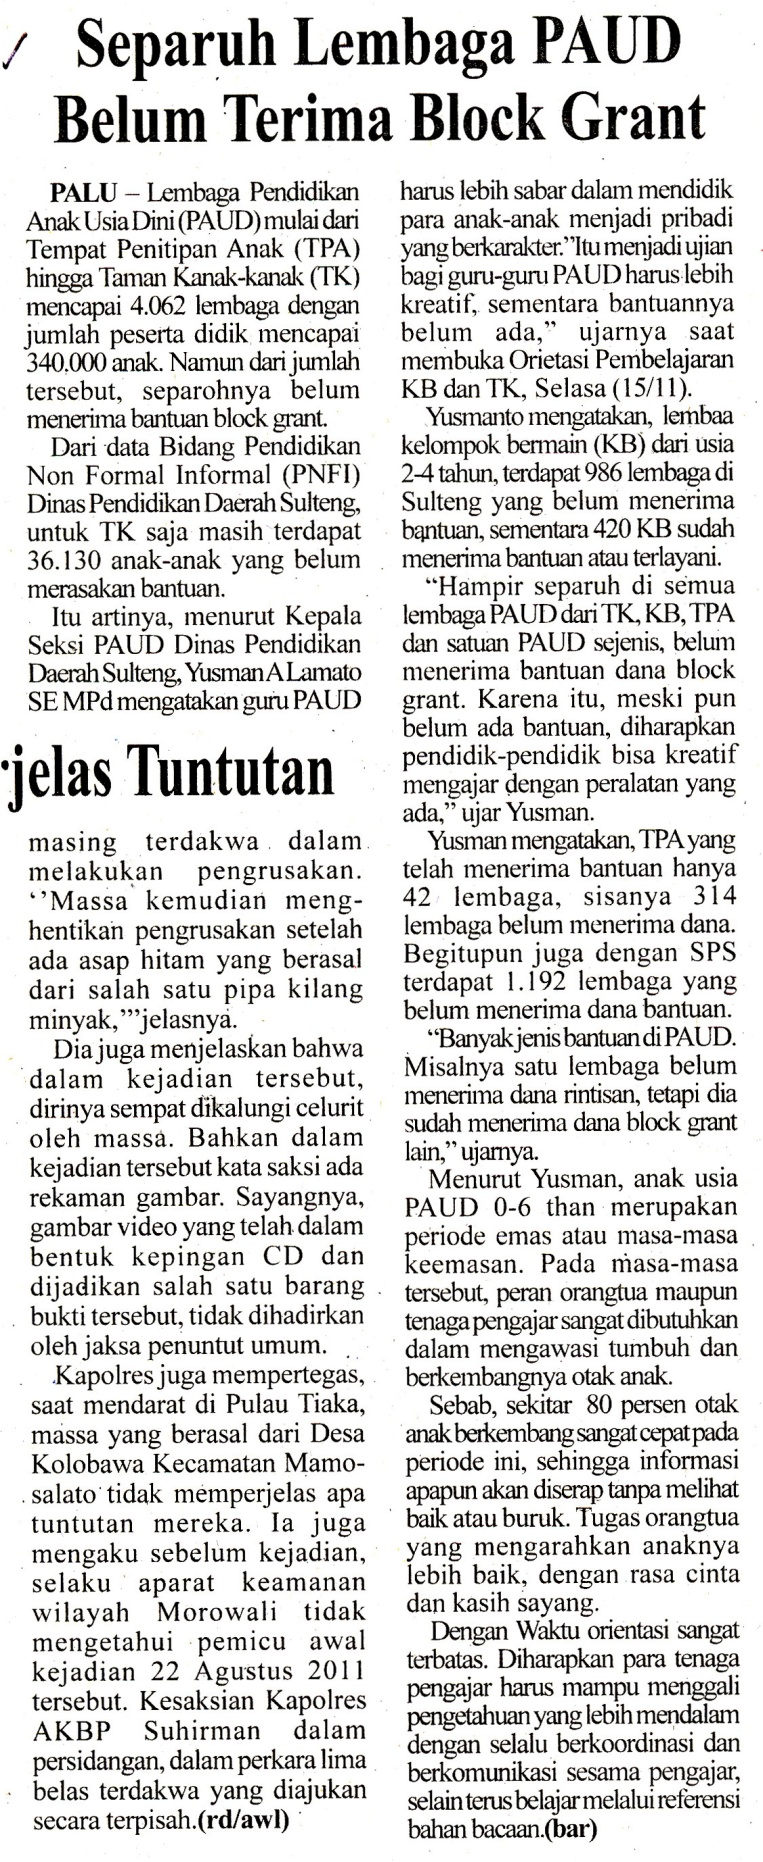 Separuh Lembaga PAUD
Belum Terima Block Grant
PALU – Lembaga Pendidikan
Anak Usia Dini (PAUD) mulai dari
Tempat Penitipan Anak (TPA)
hingga Taman Kanak-kanak (TK)
mencapai 4.062 lembaga dengan
jumlah peserta didik mencapai
340.000 anak. Namun dari jumlah
tersebut, separohnya belum
menerima bantuan block grant.
Dari data Bidang Pendidikan
Non Formal Informal (PNFI)
Dinas Pendidikan Daerah Sulteng,
untuk TK saja masih terdapat
36.130 anak-anak yang belum
merasakan bantuan.
Itu artinya, menurut Kepala
Seksi PAUD Dinas Pendidikan
Daerah Sulteng, Yusman A Lamato
SE MPd mengatakan guru PAUD
harus lebih sabar dalam mendidik
para anak-anak menjadi pribadi
yang berkarakter."Itu menjadi ujian
bagi guru-guru PAUD harus lebih
kreatif, sementara bantuannya
belum ada," ujarnya saat
membuka Orietasi Pembelajaran
KB dan TK, Selasa (15/11).
Yusmanto mengatakan, lembaa
kelompok bermain (KB) dari usia
2-4 tahun, terdapat 986 lembaga di
Sulteng yang belum menerima
bantuan, sementara 420 KB sudah
menerima bantuan atau terlayani.
"Hampir separuh di semua
lembaga PAUD dari TK, KB, TPA
dan satuan PAUD sejenis, belum
menerima bantuan dana block
grant. Karena itu, meski pun
belum ada bantuan, diharapkan
pendidik-pendidik bisa kreatif
mengajar dengan peralatan yang
ada," ujar Yusman.
Yusman mengatakan, TPA yang
telah menerima bantuan hanya
42 lembaga, sisanya 314
lembaga belum menerima dana.
Begitupun juga dengan SPS
terdapat 1.192 lembaga yang
belum menerima dana bantuan.
"Banyak jenis bantuan di PAUD.
Misalnya satu lembaga belum
menerima dana rintisan, tetapi dia
sudah menerima dana block grant
lain," ujarnya.
Menurut Yusman, anak usia
PAUD 0-6 than merupakan
periode emas atau masa-masa
keemasan. Pada masa-masa
tersebut, peran orangtua maupun
tenaga pengajar sangat dibutuhkan
dalam mengawasi tumbuh dan
berkembangnya otak anak.
Sebab, sekitar 80 persen otak
anak berkembang sangat cepat pada
periode ini, sehingga informasi
apapun akan diserap tanpa melihat
baik atau buruk. Tugas orangtua
yang mengarahkan anaknya
lebih baik, dengan rasa cinta
dan kasih sayang.
Dengan Waktu orientasi sangat
terbatas. Diharapkan para tenaga
pengajar harus mampu menggali
pengetahuan yang lebih mendalam
dengan selalu berkoordinasi dan
berkomunikasi sesama pengajar,
selain terus belajar melalui referensi
bahan bacaan.(bar)
rjelas Tuntutan
masing terdakwa dalam
melakukan pengrusakan.
''Massa kemudian meng-
hentikan pengrusakan setelah
ada asap hitam yang berasal
dari salah satu pipa kilang
minyak,'"jelasnya.
Dia juga menjelaskan bahwa
dalam kejadian tersebut,
dirinya sempat dikalungi celurit
oleh massa. Bahkan dalam
kejadian tersebut kata saksi ada
rekaman gambar. Sayangnya,
gambar video yang telah dalam
bentuk kepingan CD dan
dijadikan salah satu barang
bukti tersebut, tidak dihadirkan
oleh jaksa penuntut umum.
Kapolres juga mempertegas,
saat mendarat di Pulau Tiaka,
massa yang berasal dari Desa
Kolobawa Kecamatan Mamo-
salato tidak memperjelas apa
tuntutan mereka. Ia juga
mengaku sebelum kejadian,
selaku aparat keamanan
wilayah Morowali tidak
mengetahui pemicu awal
kejadian 22 Agustus 2011
tersebut. Kesaksian Kapolres
AKBP Suhirman dalam
persidangan, dalam perkara lima
belas terdakwa yang diajukan
secara terpisah.(rd/awl)